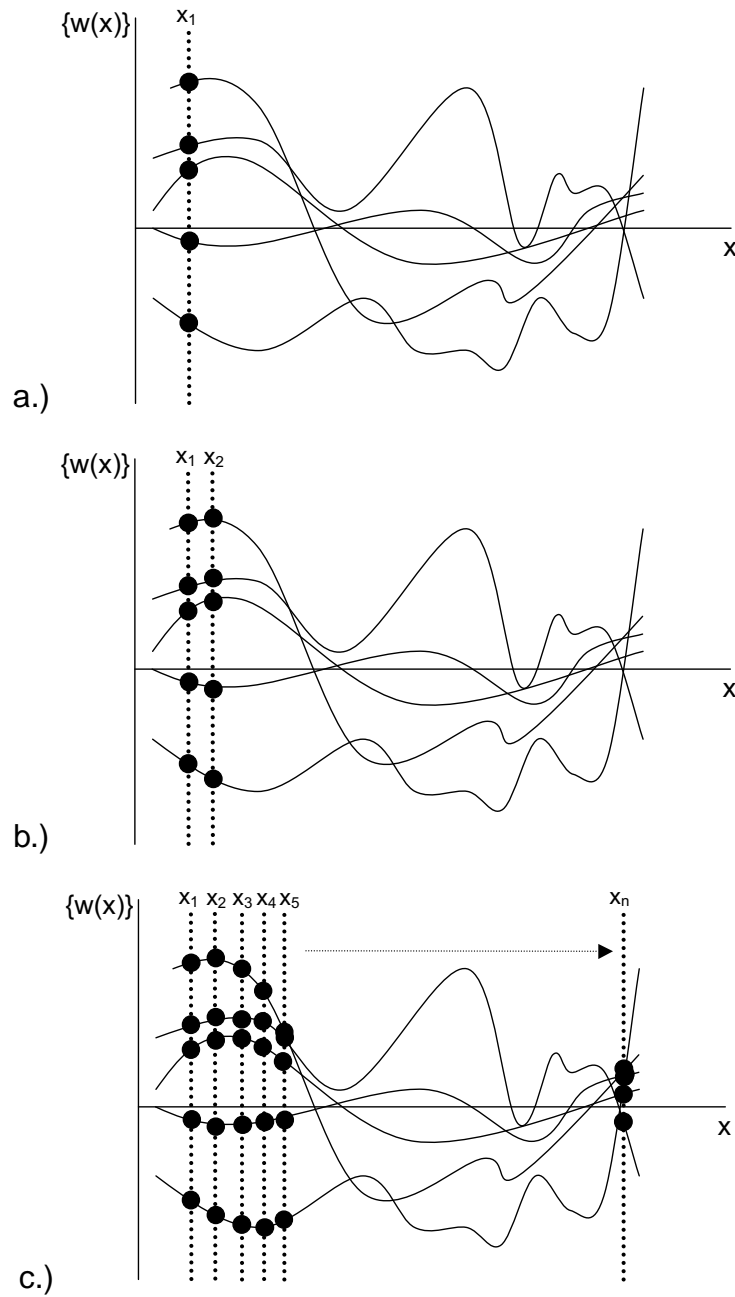 {w(x)}
x₁
x
a.)
{w(x)}
x₁ x₂
x
b.)
{w(x)}
x₁ x₂ x₃ x₄ x₅
xₙ
x
c.)